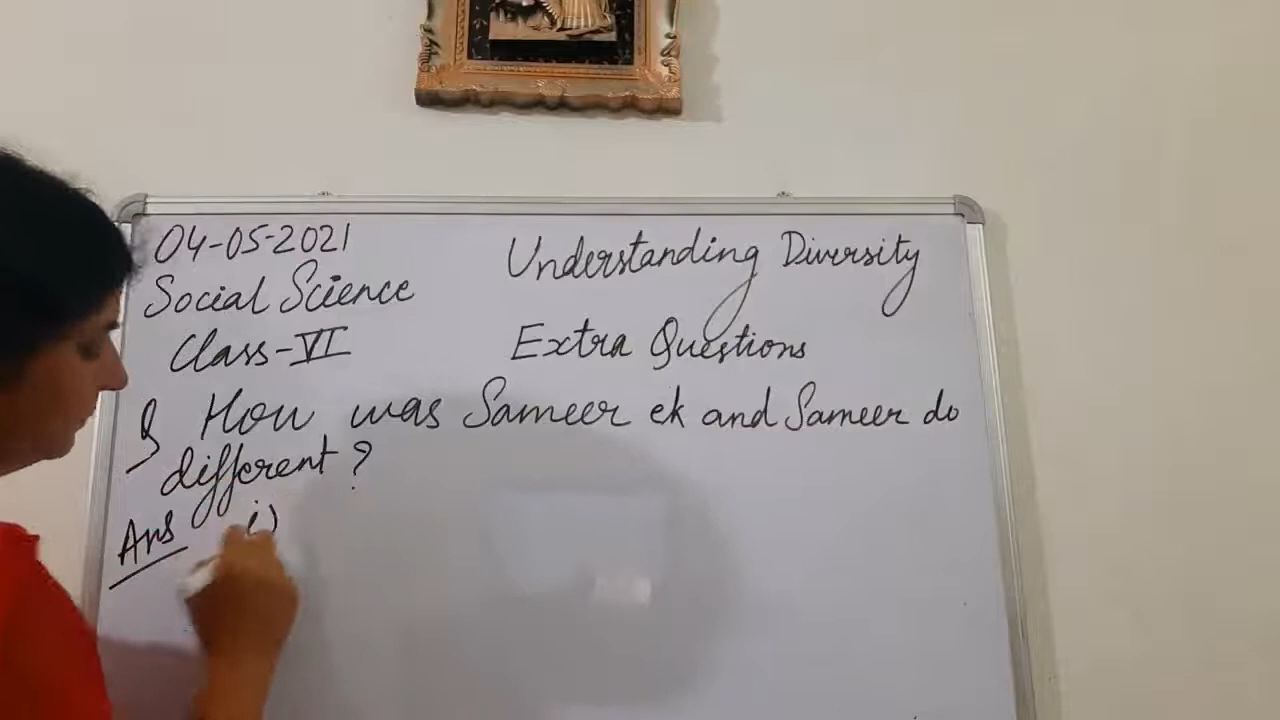 04-05-2021
Social Science
Class-VI
Understanding Diversity
Extra Questions
Q How was Sameer ek and Sameer do
different?
Ans i)